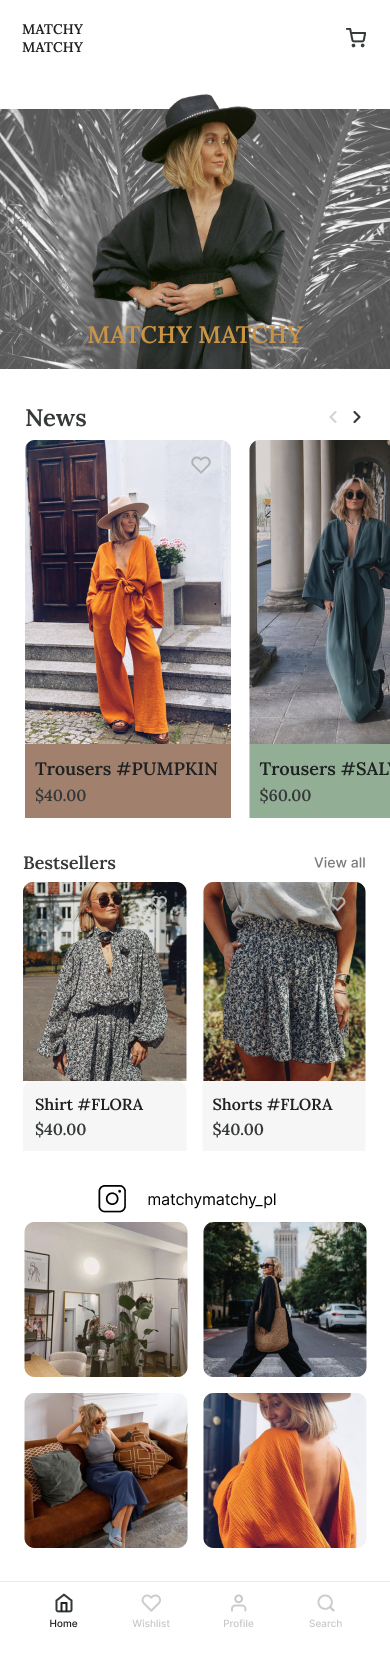 MATCHY
MATCHY
MATCHY MATCHY
News
Trousers #PUMPKIN
$40.00
Trousers #SALV
$60.00
Bestsellers
View all
Shirt #FLORA
$40.00
Shorts #FLORA
$40.00
matchymatchy_pl
Home
Wishlist
Profile
Search